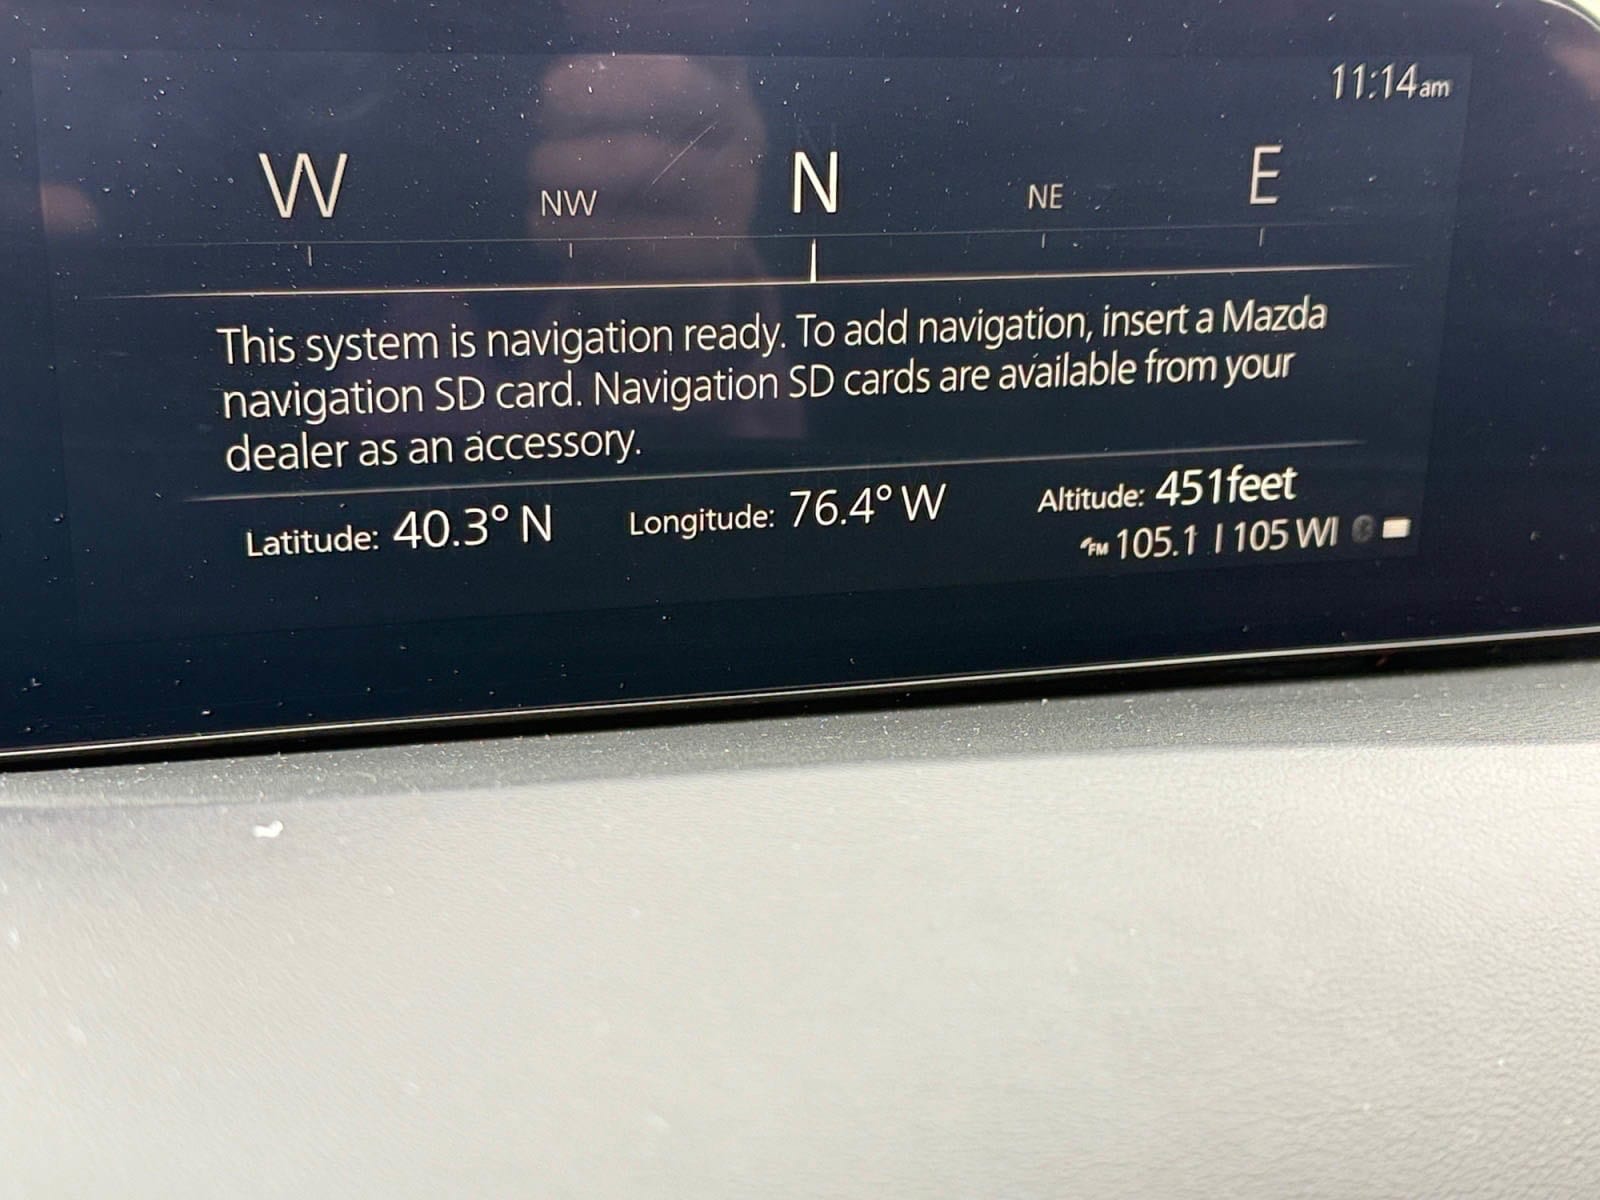 11:14am
W NW N NE E
This system is navigation ready. To add navigation, insert a Mazda
navigation SD card. Navigation SD cards are available from your
dealer as an accessory.
Latitude: 40.3° N Longitude: 76.4° W Altitude: 451feet
FM 105.1 | 105 WI